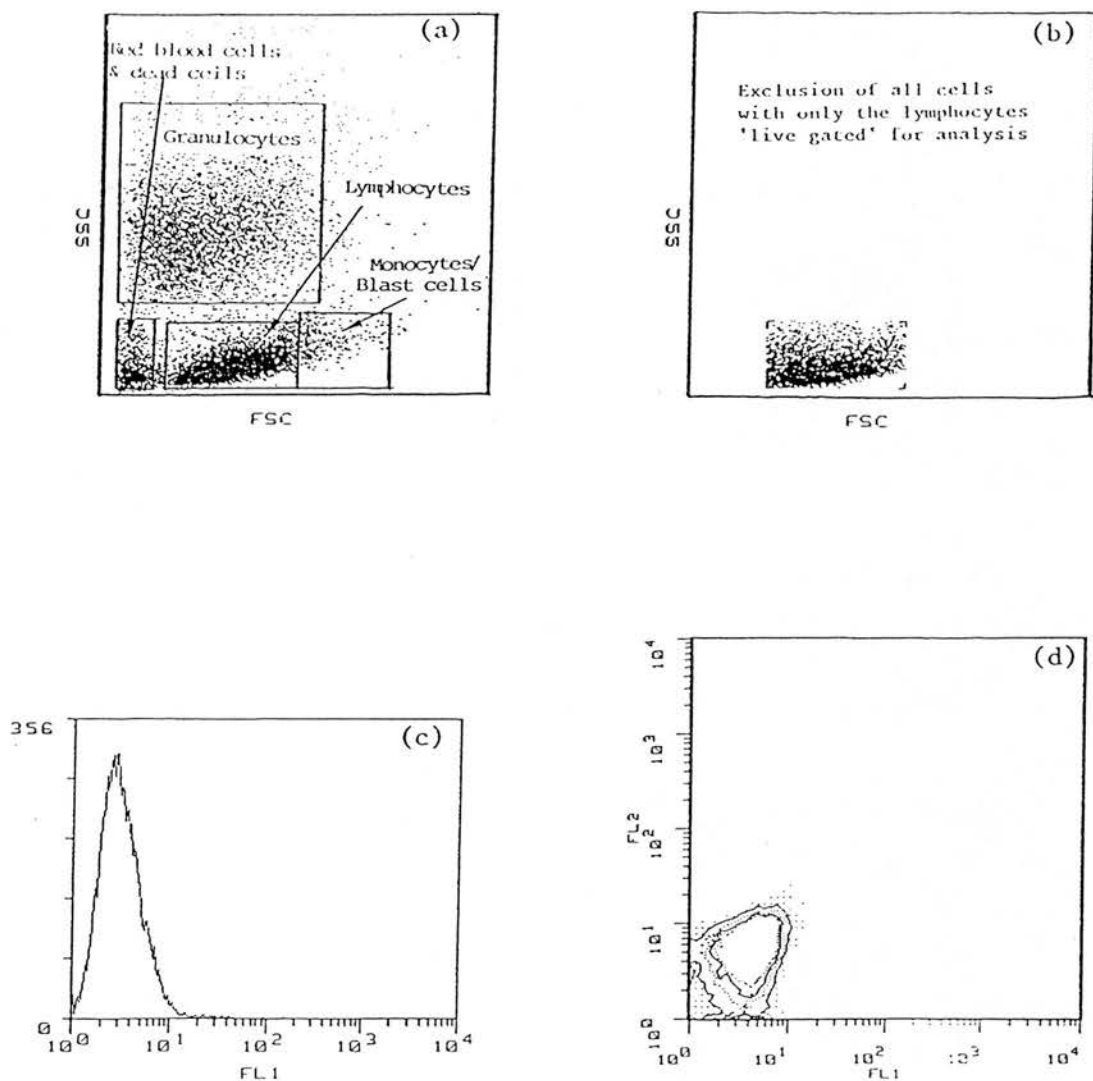 (a)
Red blood cells
& dead cells
Granulocytes
Lymphocytes
Monocytes/
Blast cells
SSC
FSC
(b)
Exclusion of all cells
with only the lymphocytes
'live gated' for analysis
SSC
FSC
(c)
356
0
10^0 10^1 10^2 10^3 10^4
FL1
(d)
10^4
10^3
10^2
10^1
10^0
FL2
10^0 10^1 10^2 10^3 10^4
FL1